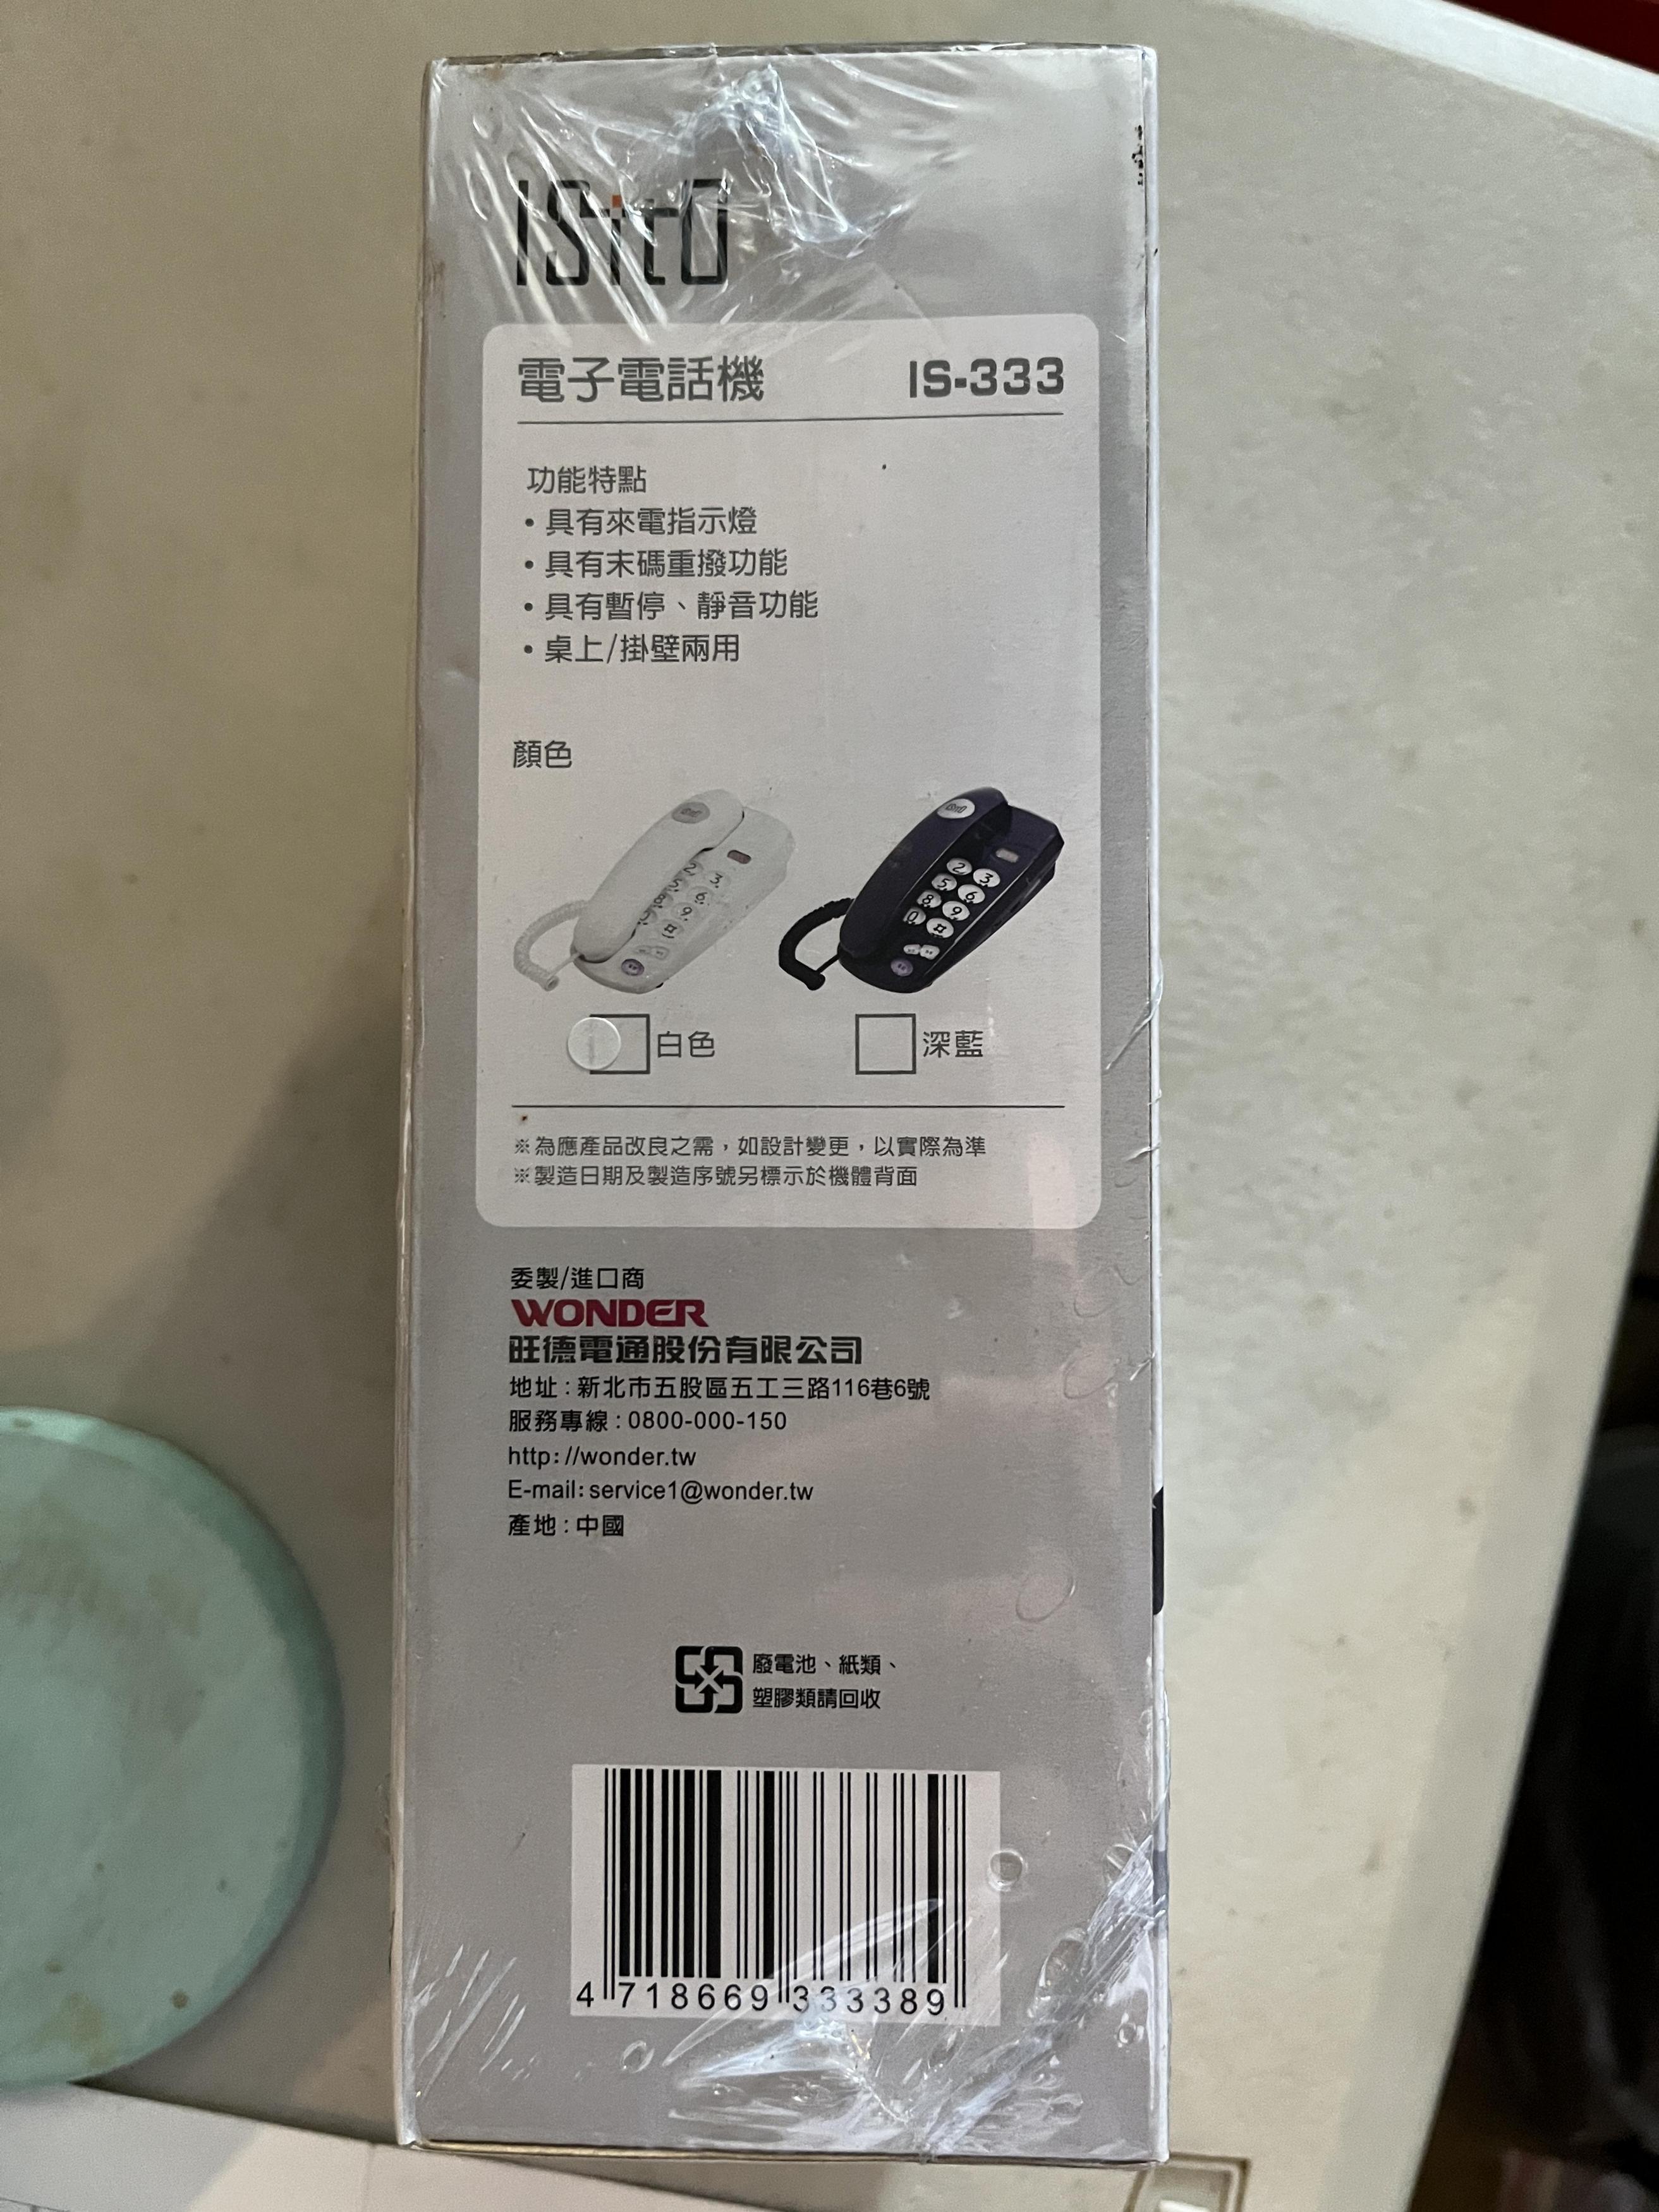 ISitO
電子電話機 IS-333
功能特點
•具有來電指示燈
•具有末碼重撥功能
•具有暫停、靜音功能
•桌上/掛壁兩用
顏色
白色 深藍
※為應產品改良之需，如設計變更，以實際為準
※製造日期及製造序號另標示於機體背面
委製/進口商
WONDER
旺德電通股份有限公司
地址：新北市五股區五工三路116巷6號
服務專線：0800-000-150
http://wonder.tw
E-mail:service1@wonder.tw
產地：中國
廢電池、紙類、
塑膠類請回收
4 718669 333389